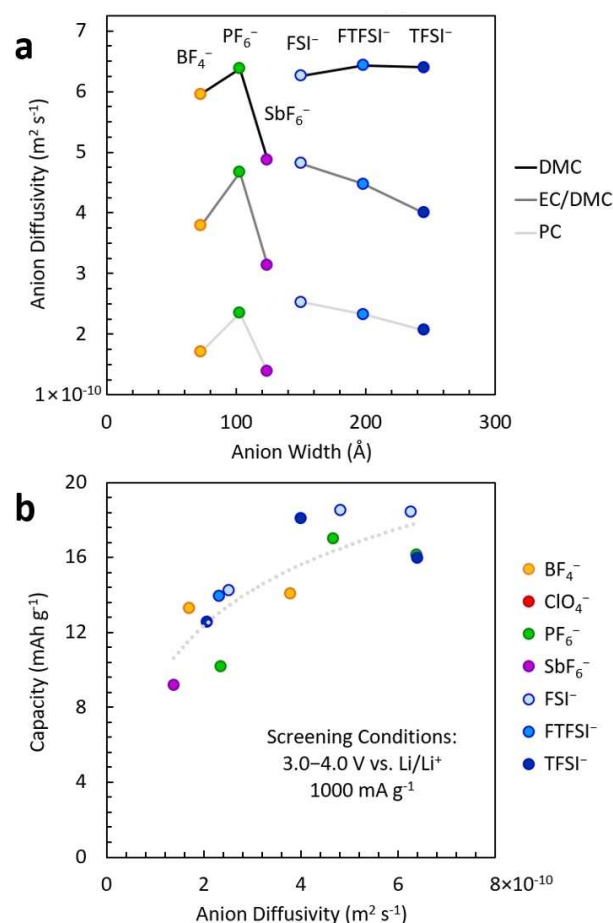 a
7
6
5
4
3
2
1×10⁻¹⁰
Anion Diffusivity (m² s⁻¹)
BF₄⁻
PF₆⁻
SbF₆⁻
FSI⁻
FTFSI⁻
TFSI⁻
DMC
EC/DMC
PC
0
100
200
300
Anion Width (Å)
b
20
16
12
8
4
0
Capacity (mAh g⁻¹)
Screening Conditions:
3.0–4.0 V vs. Li/Li⁺
1000 mA g⁻¹
BF₄⁻
ClO₄⁻
PF₆⁻
SbF₆⁻
FSI⁻
FTFSI⁻
TFSI⁻
0
2
4
6
8×10⁻¹⁰
Anion Diffusivity (m² s⁻¹)